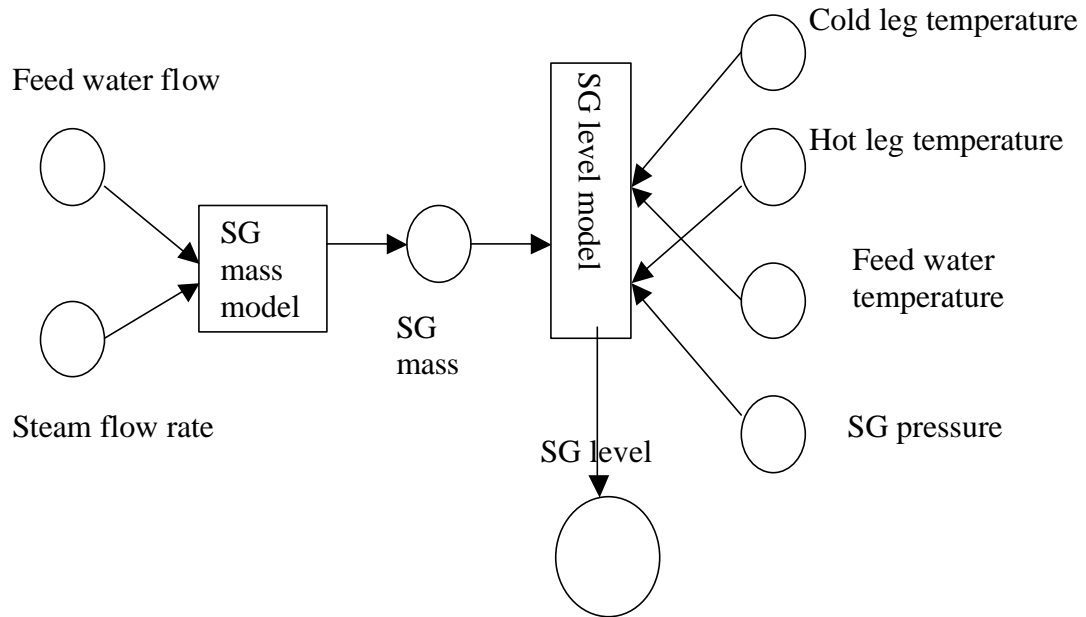 Feed water flow
Steam flow rate
SG
mass
model
SG
mass
SG level model
Cold leg temperature
Hot leg temperature
Feed water
temperature
SG pressure
SG level